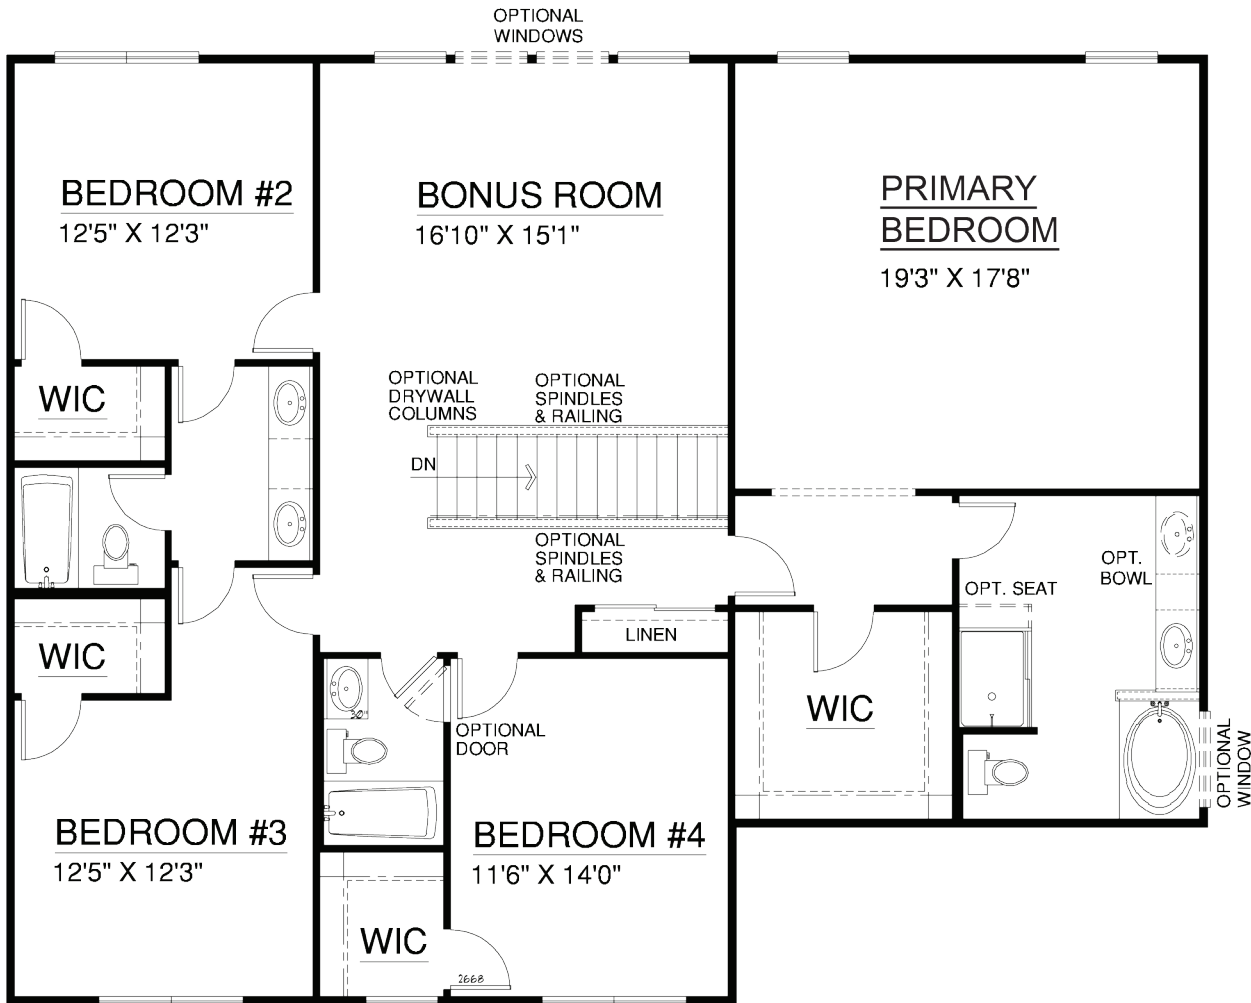 OPTIONAL
WINDOWS
BEDROOM #2
12'5" X 12'3"
BONUS ROOM
16'10" X 15'1"
PRIMARY
BEDROOM
19'3" X 17'8"
WIC
OPTIONAL
DRYWALL
COLUMNS
OPTIONAL
SPINDLES
& RAILING
DN
OPTIONAL
SPINDLES
& RAILING
OPT.
BOWL
OPT. SEAT
LINEN
WIC
WIC
OPTIONAL
DOOR
OPTIONAL
WINDOW
BEDROOM #3
12'5" X 12'3"
BEDROOM #4
11'6" X 14'0"
WIC
2668